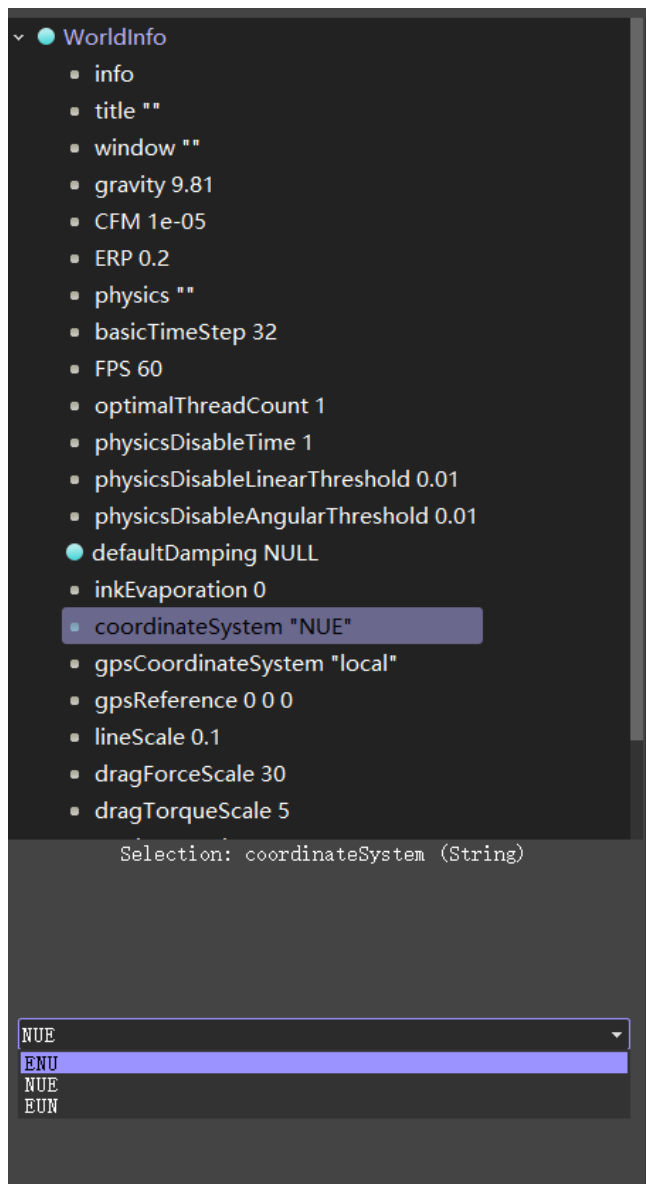 WorldInfo
info
title ""
window ""
gravity 9.81
CFM 1e-05
ERP 0.2
physics ""
basicTimeStep 32
FPS 60
optimalThreadCount 1
physicsDisableTime 1
physicsDisableLinearThreshold 0.01
physicsDisableAngularThreshold 0.01
defaultDamping NULL
inkEvaporation 0
coordinateSystem "NUE"
gpsCoordinateSystem "local"
gpsReference 0 0 0
lineScale 0.1
dragForceScale 30
dragTorqueScale 5
Selection: coordinateSystem (String)
NUE
ENU
NUE
EUN